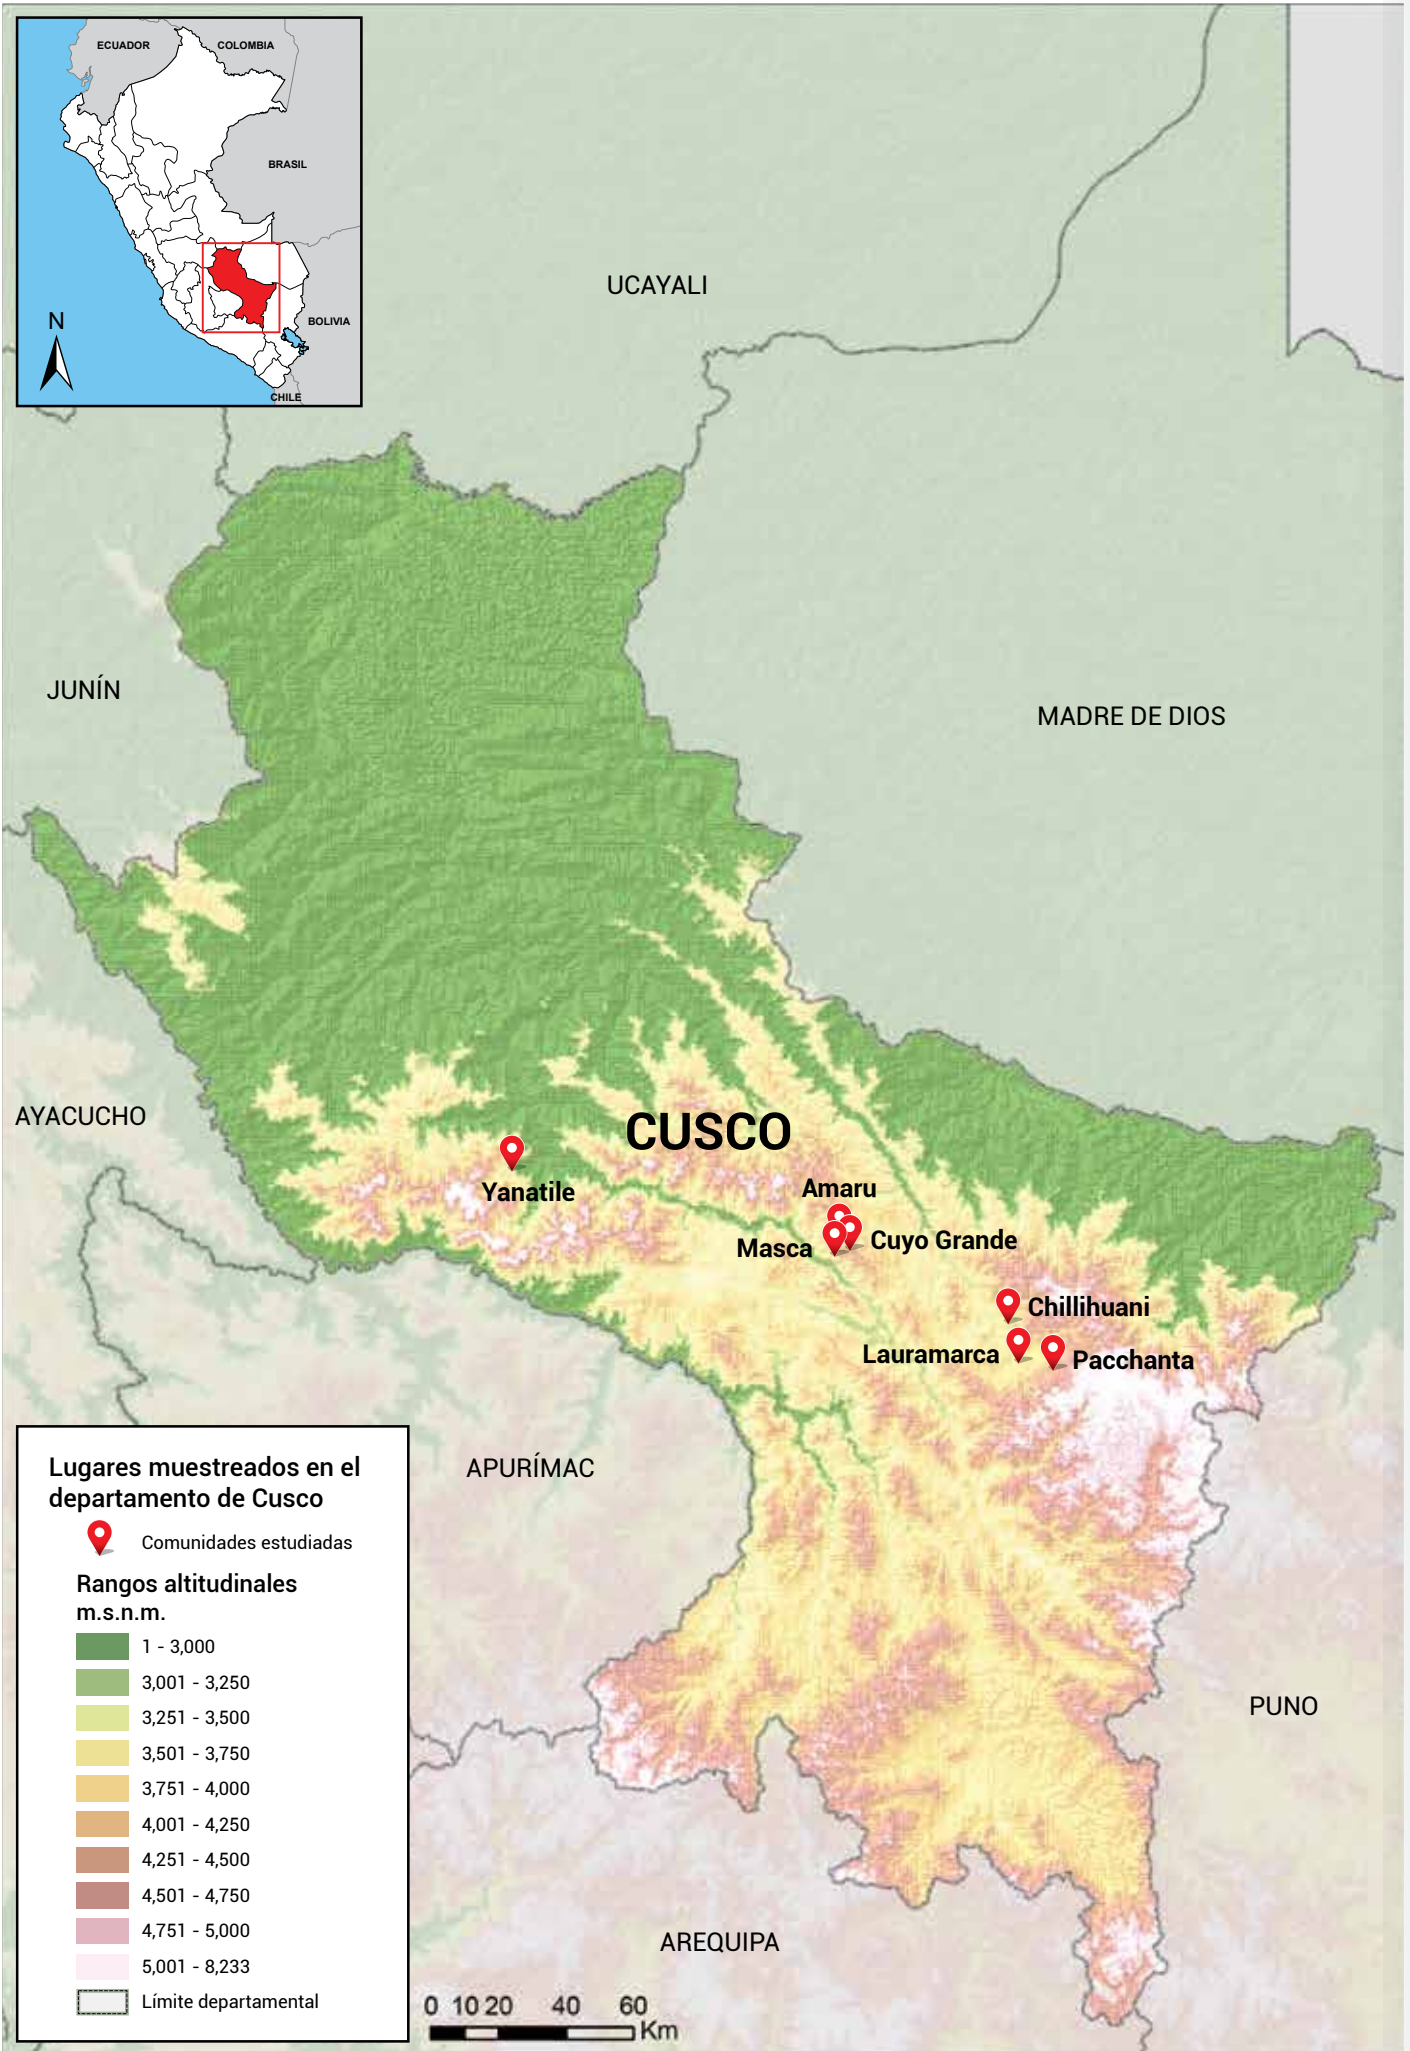 ECUADOR
COLOMBIA
BRASIL
BOLIVIA
CHILE
N
UCAYALI
JUNÍN
MADRE DE DIOS
AYACUCHO
CUSCO
Yanatile
Amaru
Masca
Cuyo Grande
Chillihuani
Lauramarca
Pacchanta
APURÍMAC
PUNO
AREQUIPA
Lugares muestreados en el
departamento de Cusco
Comunidades estudiadas
Rangos altitudinales
m.s.n.m.
1 - 3,000
3,001 - 3,250
3,251 - 3,500
3,501 - 3,750
3,751 - 4,000
4,001 - 4,250
4,251 - 4,500
4,501 - 4,750
4,751 - 5,000
5,001 - 8,233
Límite departamental
0 10 20 40 60
Km